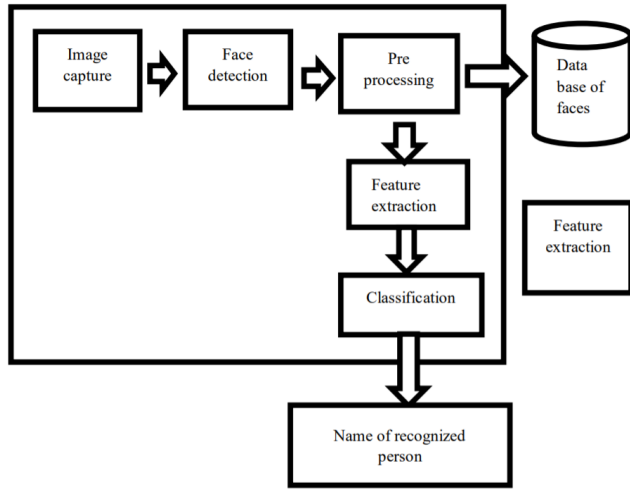 Image
capture
Face
detection
Pre
processing
Data
base of
faces
Feature
extraction
Feature
extraction
Classification
Name of recognized
person